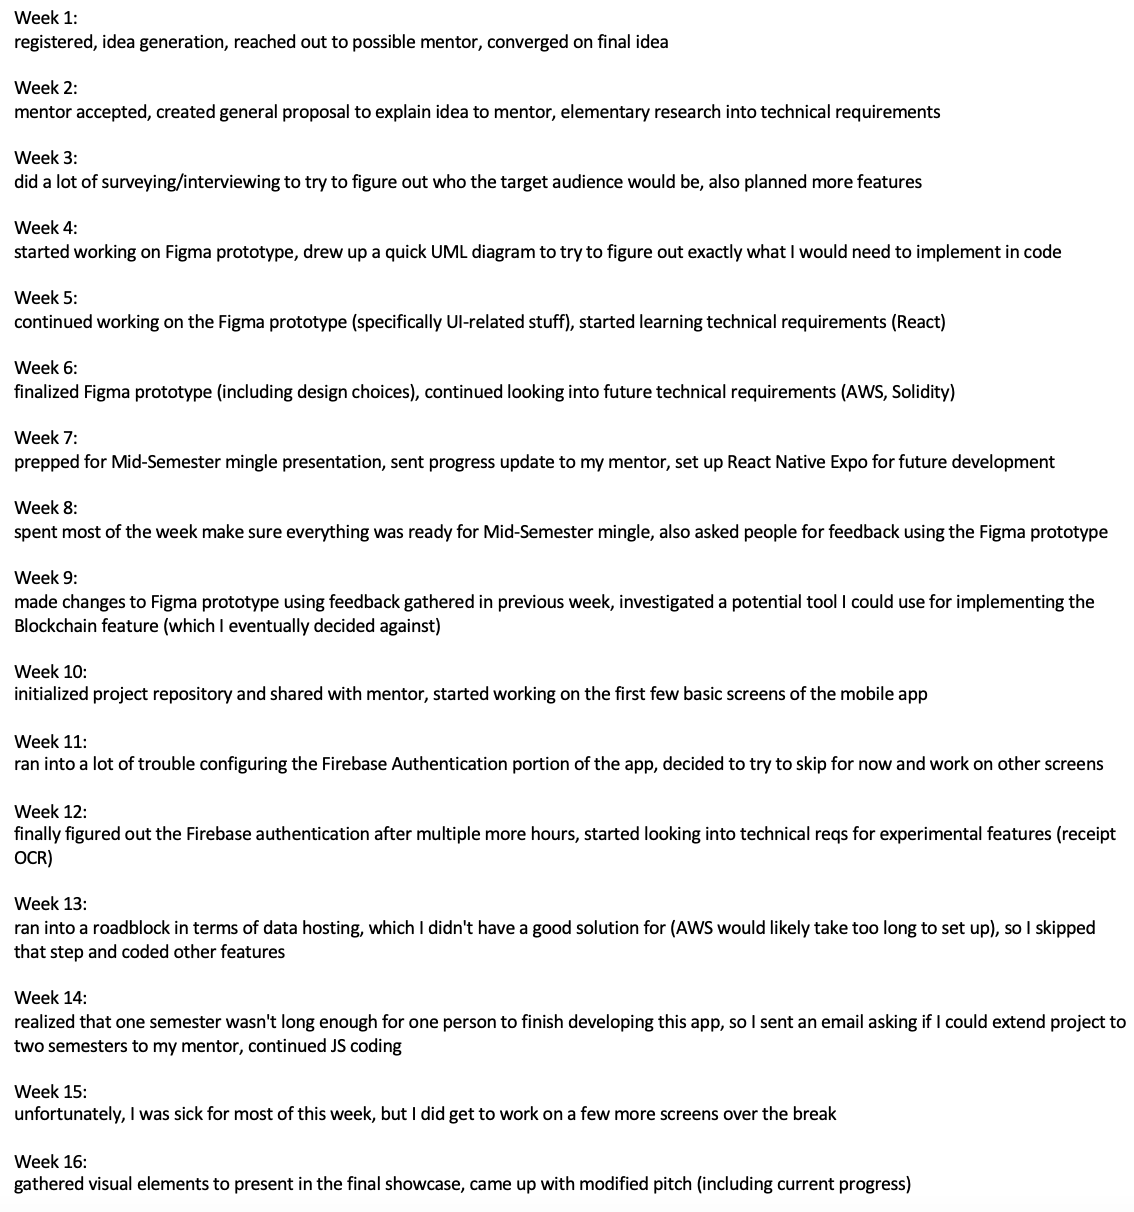 Week 1:
registered, idea generation, reached out to possible mentor, converged on final idea
Week 2:
mentor accepted, created general proposal to explain idea to mentor, elementary research into technical requirements
Week 3:
did a lot of surveying/interviewing to try to figure out who the target audience would be, also planned more features
Week 4:
started working on Figma prototype, drew up a quick UML diagram to try to figure out exactly what I would need to implement in code
Week 5:
continued working on the Figma prototype (specifically UI-related stuff), started learning technical requirements (React)
Week 6:
finalized Figma prototype (including design choices), continued looking into future technical requirements (AWS, Solidity)
Week 7:
prepped for Mid-Semester mingle presentation, sent progress update to my mentor, set up React Native Expo for future development
Week 8:
spent most of the week make sure everything was ready for Mid-Semester mingle, also asked people for feedback using the Figma prototype
Week 9:
made changes to Figma prototype using feedback gathered in previous week, investigated a potential tool I could use for implementing the
Blockchain feature (which I eventually decided against)
Week 10:
initialized project repository and shared with mentor, started working on the first few basic screens of the mobile app
Week 11:
ran into a lot of trouble configuring the Firebase Authentication portion of the app, decided to try to skip for now and work on other screens
Week 12:
finally figured out the Firebase authentication after multiple more hours, started looking into technical reqs for experimental features (receipt
OCR)
Week 13:
ran into a roadblock in terms of data hosting, which I didn't have a good solution for (AWS would likely take too long to set up), so I skipped
that step and coded other features
Week 14:
realized that one semester wasn't long enough for one person to finish developing this app, so I sent an email asking if I could extend project to
two semesters to my mentor, continued JS coding
Week 15:
unfortunately, I was sick for most of this week, but I did get to work on a few more screens over the break
Week 16:
gathered visual elements to present in the final showcase, came up with modified pitch (including current progress)